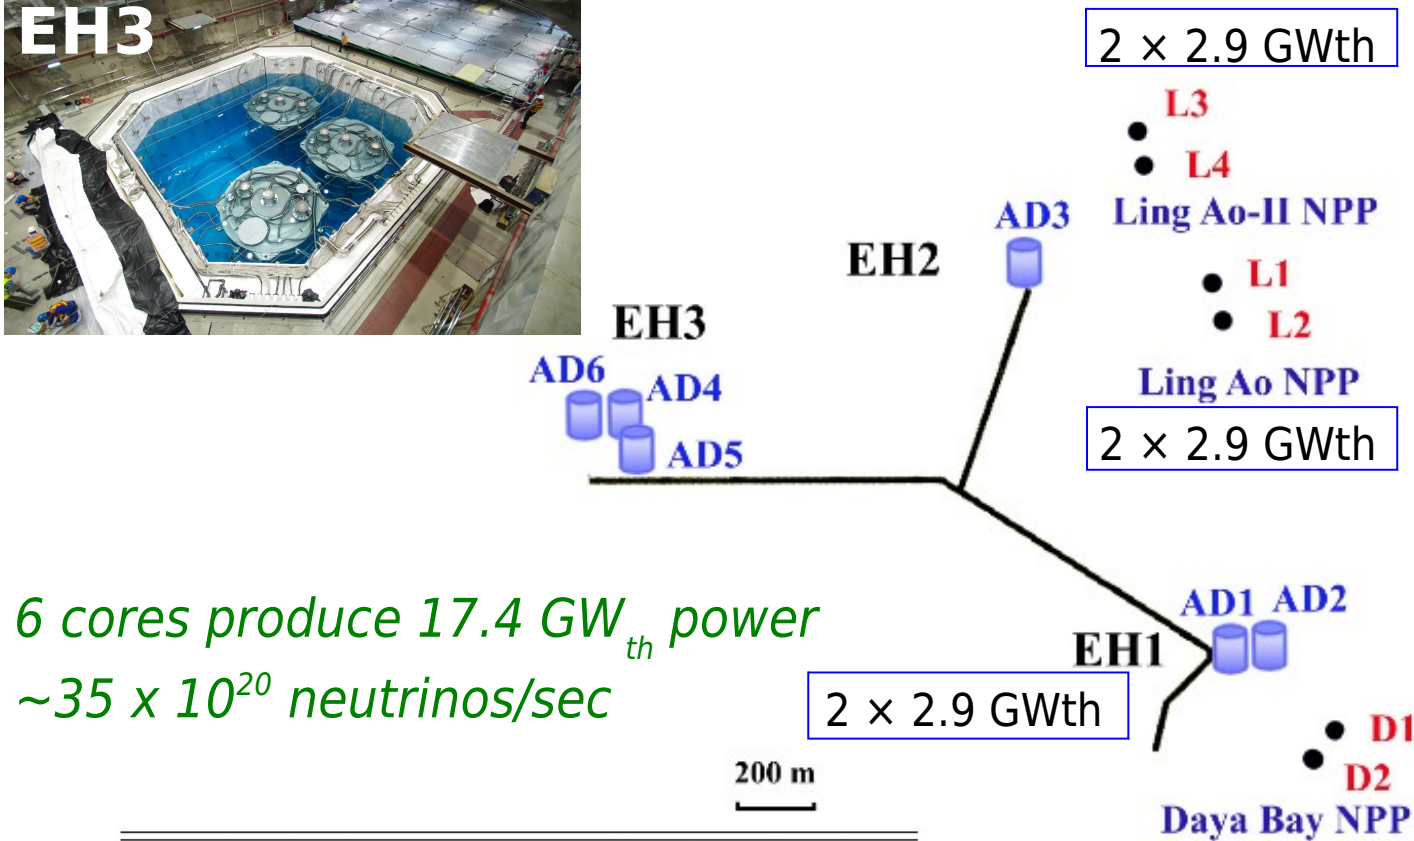 EH3
2 × 2.9 GWth
L3
L4
Ling Ao-II NPP
AD3
EH2
L1
L2
EH3
AD6
AD4
AD5
Ling Ao NPP
2 × 2.9 GWth
6 cores produce 17.4 GWth power
~35 x 10²⁰ neutrinos/sec
AD1 AD2
EH1
2 × 2.9 GWth
D1
D2
200 m
Daya Bay NPP